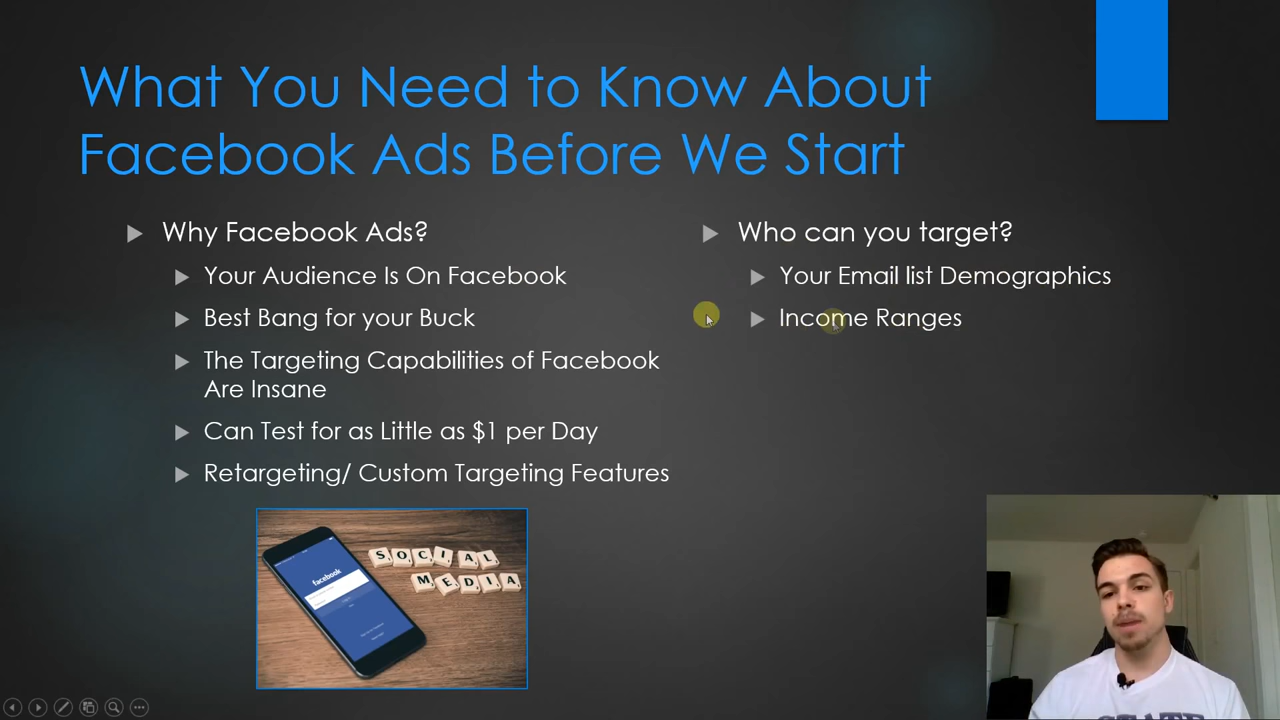 What You Need to Know About
Facebook Ads Before We Start
Why Facebook Ads?
Your Audience Is On Facebook
Best Bang for your Buck
The Targeting Capabilities of Facebook
Are Insane
Can Test for as Little as $1 per Day
Retargeting/ Custom Targeting Features
Who can you target?
Your Email list Demographics
Income Ranges
facebook
SOCIAL
MEDIA